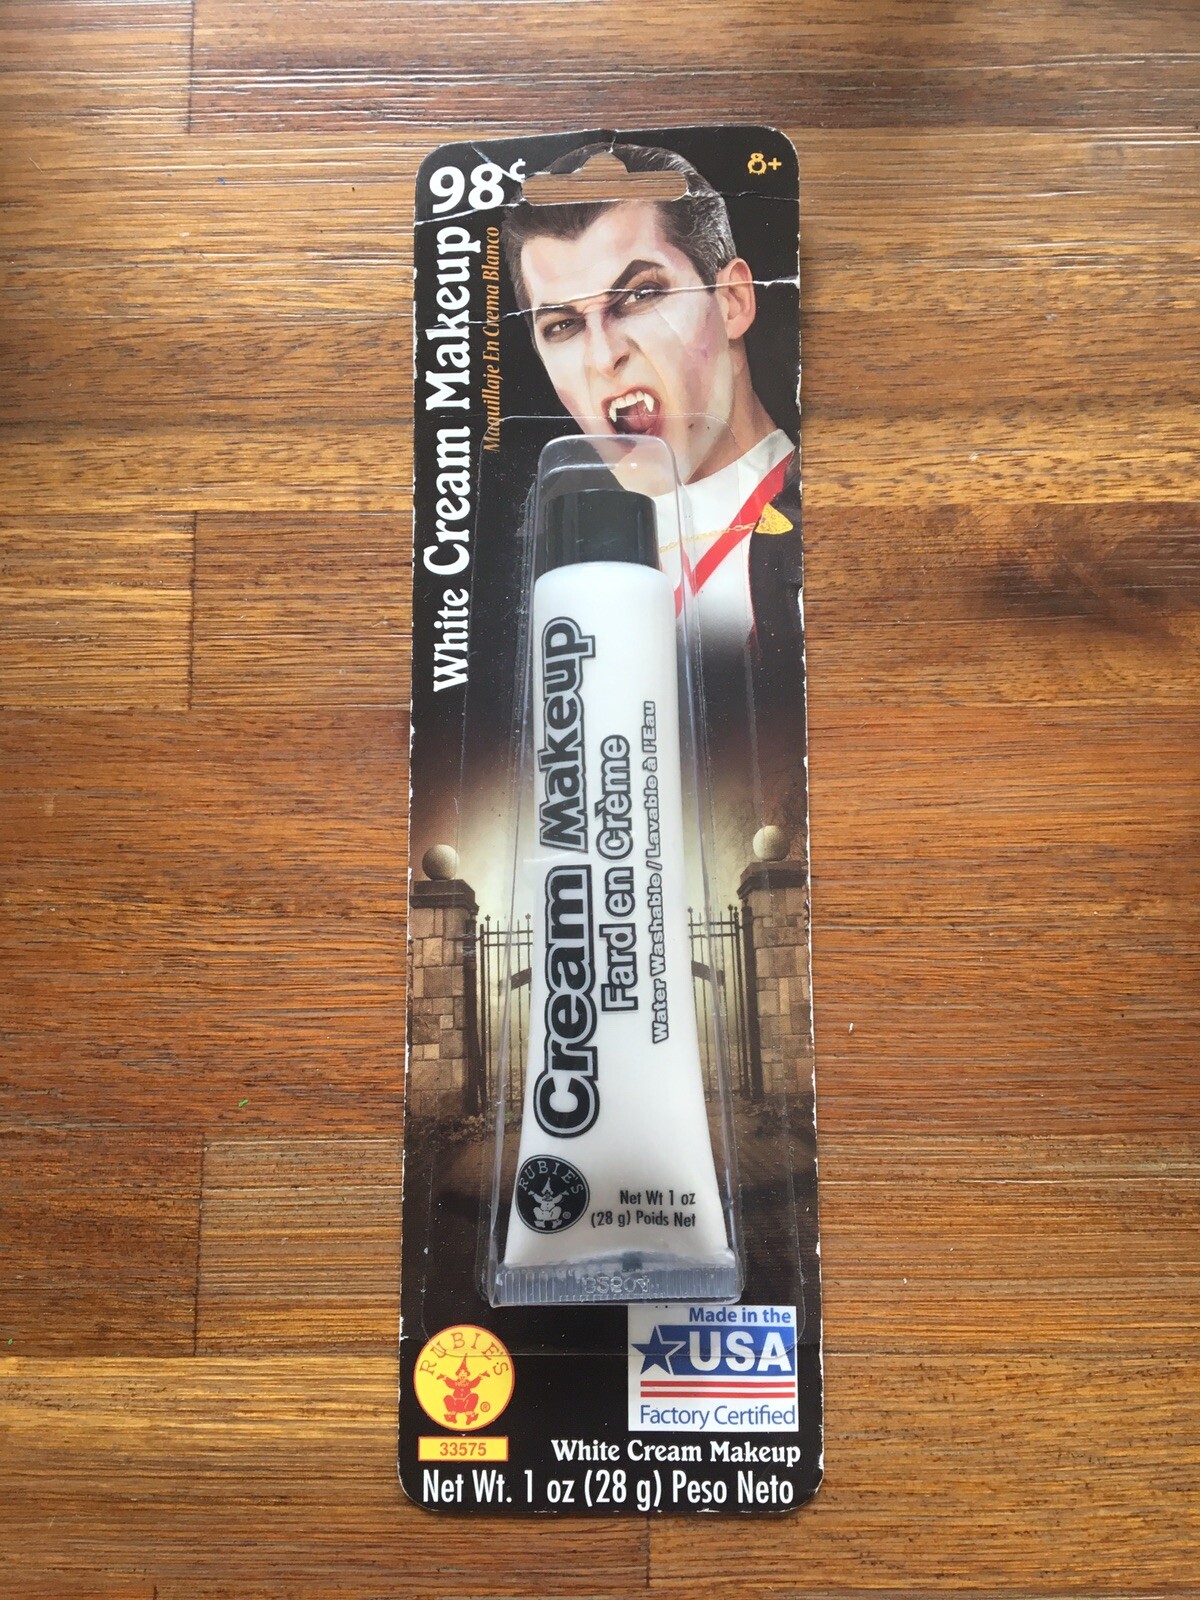 98¢
8+
White Cream Makeup
Maquillaje En Crema Blanco
Cream Makeup
Fard en Crème
Water Washable / Lavable à l'Eau
RUBIE'S ®
Net Wt 1 oz
(28 g) Poids Net
RUBIE'S ®
33575
Made in the
USA
Factory Certified
White Cream Makeup
Net Wt. 1 oz (28 g) Peso Neto